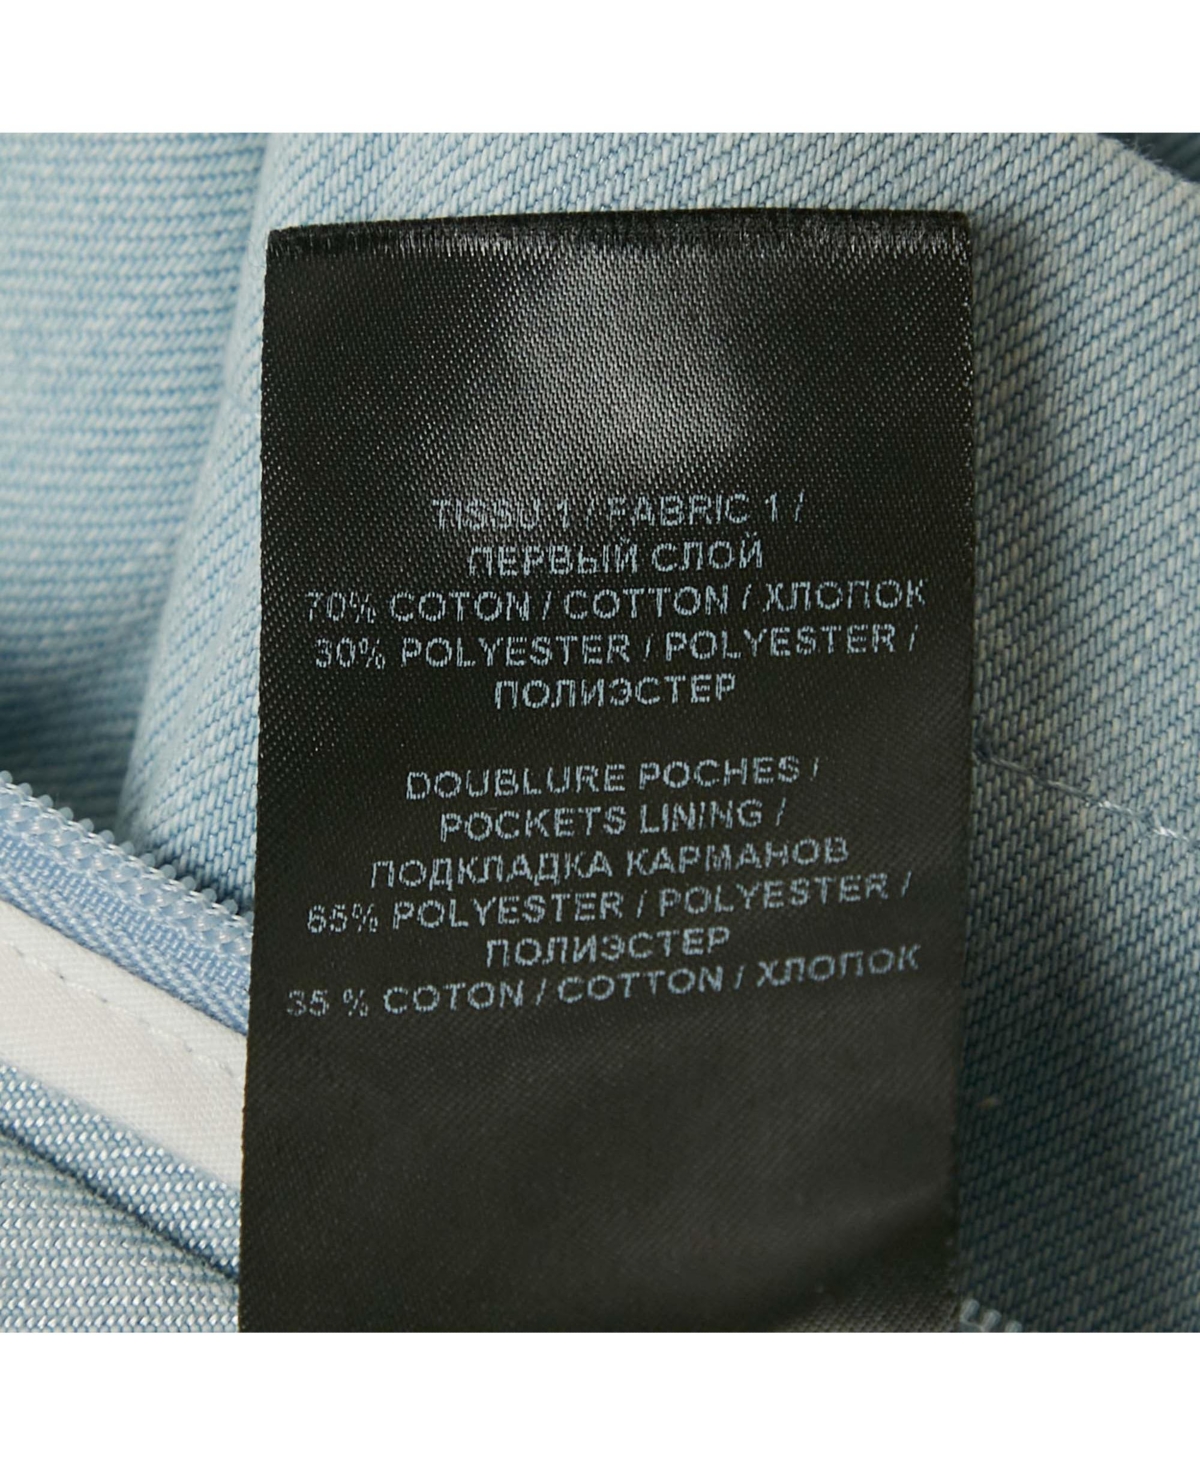 TISSU 1 / FABRIC 1 /
ПЕРВЫЙ СЛОЙ
70% COTON / COTTON / ХЛОПОК
30% POLYESTER / POLYESTER /
ПОЛИЭСТЕР
DOUBLURE POCHES /
POCKETS LINING /
ПОДКЛАДКА КАРМАНОВ
65% POLYESTER / POLYESTER /
ПОЛИЭСТЕР
35 % COTON / COTTON / ХЛОПОК